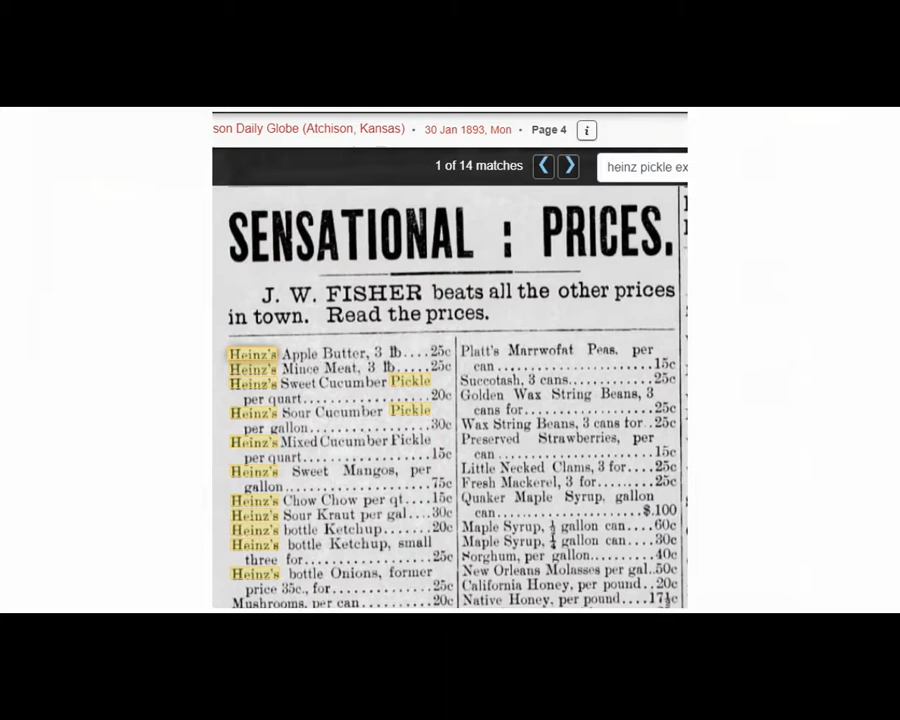 son Daily Globe (Atchison, Kansas) · 30 Jan 1893, Mon · Page 4 i
1 of 14 matches heinz pickle ex
SENSATIONAL : PRICES.
J. W. FISHER beats all the other prices
in town. Read the prices.
Heinz's Apple Butter, 3 lb....25c
Heinz's Mince Meat, 3 lb.....25c
Heinz's Sweet Cucumber Pickle
per quart....................20c
Heinz's Sour Cucumber Pickle
per gallon...................30c
Heinz's Mixed Cucumber Pickle
per quart....................15c
Heinz's Sweet Mangos, per
gallon.......................75c
Heinz's Chow Chow per qt....15c
Heinz's Sour Kraut per gal...30c
Heinz's bottle Ketchup.......20c
Heinz's bottle Ketchup, small
three for....................25c
Heinz's bottle Onions, former
price 35c., for..............25c
Mushrooms, per can..........20c
Platt's Marrwofat Peas, per
can..........................15c
Succotash, 3 cans............25c
Golden Wax String Beans, 3
cans for.....................25c
Wax String Beans, 3 cans for..25c
Preserved Strawberries, per
can..........................15c
Little Necked Clams, 3 for....25c
Fresh Mackerel, 3 for........25c
Quaker Maple Syrup, gallon
can.......................$.100
Maple Syrup, ½ gallon can....60c
Maple Syrup, ¼ gallon can....30c
Sorghum, per gallon..........40c
New Orleans Molasses per gal..50c
California Honey, per pound..20c
Native Honey, per pound....17½c